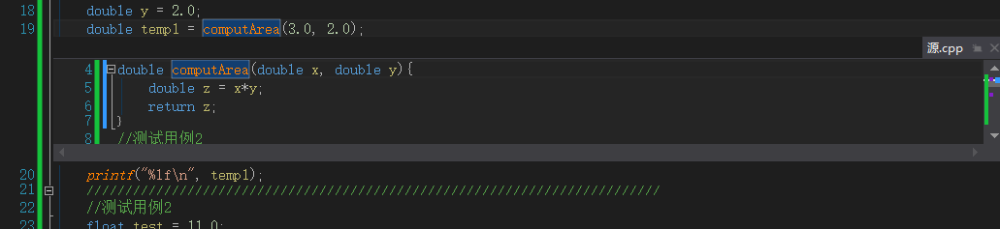 18 double y = 2.0;
19 double temp1 = computArea(3.0, 2.0);
源.cpp
4 double computArea(double x, double y){
5 double z = x*y;
6 return z;
7 }
8 //测试用例2
20 printf("%lf\n", temp1);
21 //////////////////////////////////////////////////////////////////////////
22 //测试用例2
23 float test = 11.0;